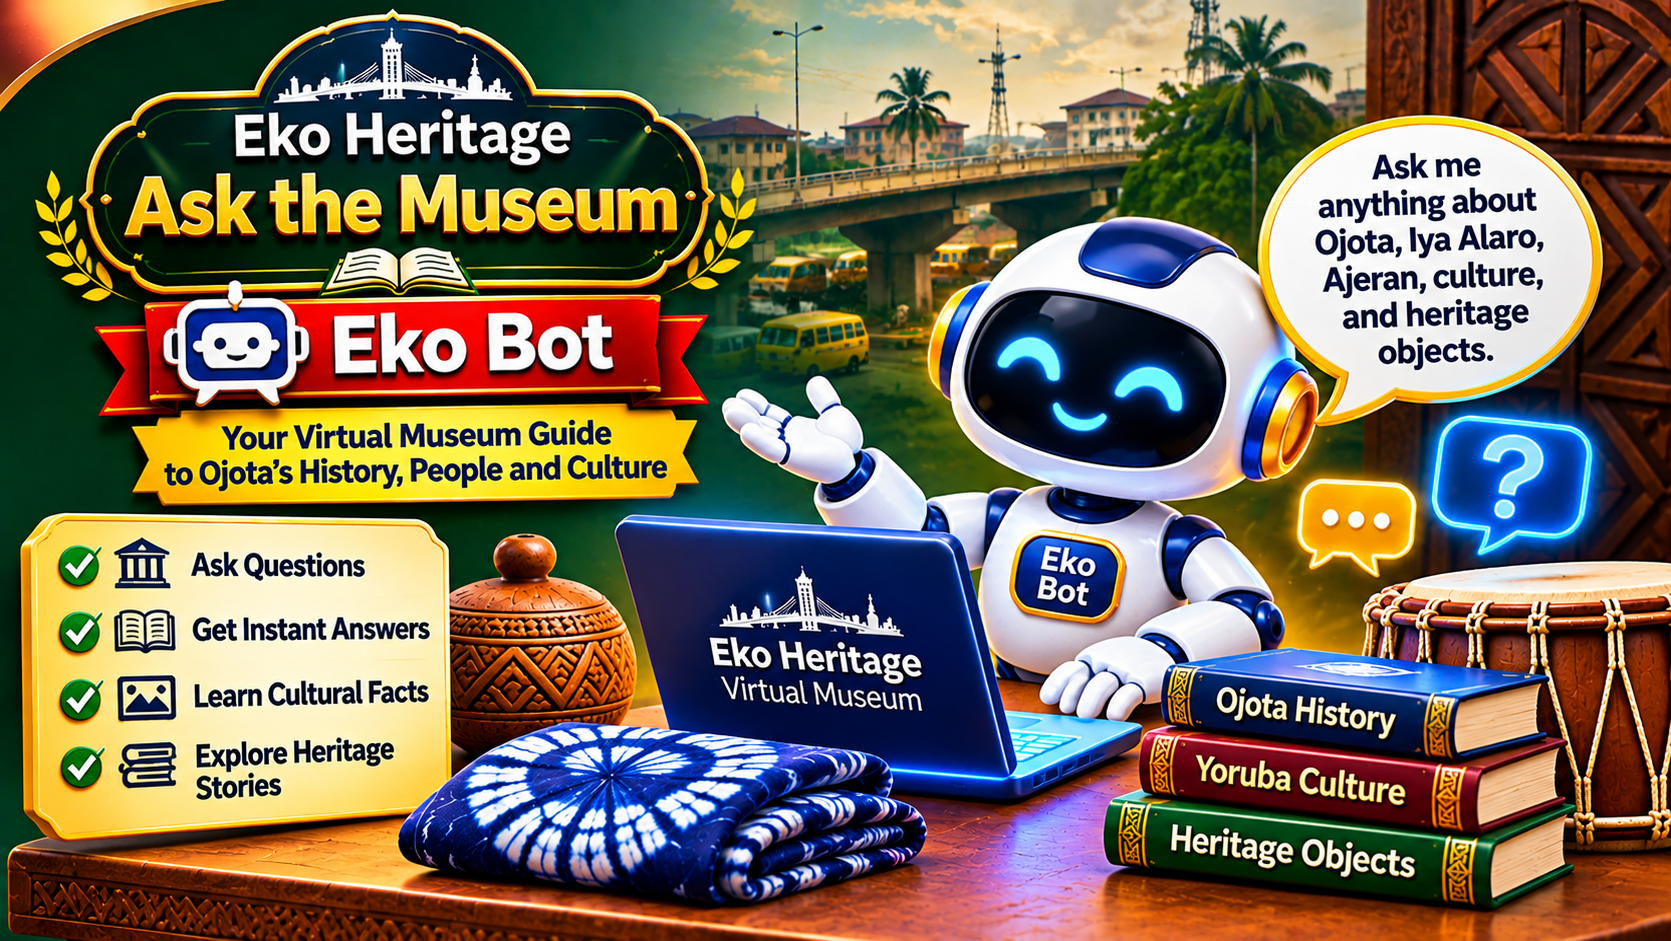 Eko Heritage
Ask the Museum
Eko Bot
Your Virtual Museum Guide
to Ojota's History, People and Culture
Ask Questions
Get Instant Answers
Learn Cultural Facts
Explore Heritage
Stories
Eko Heritage
Virtual Museum
Eko
Bot
Ask me
anything about
Ojota, Iya Alaro,
Ajeran, culture,
and heritage
objects.
?
Ojota History
Yoruba Culture
Heritage Objects